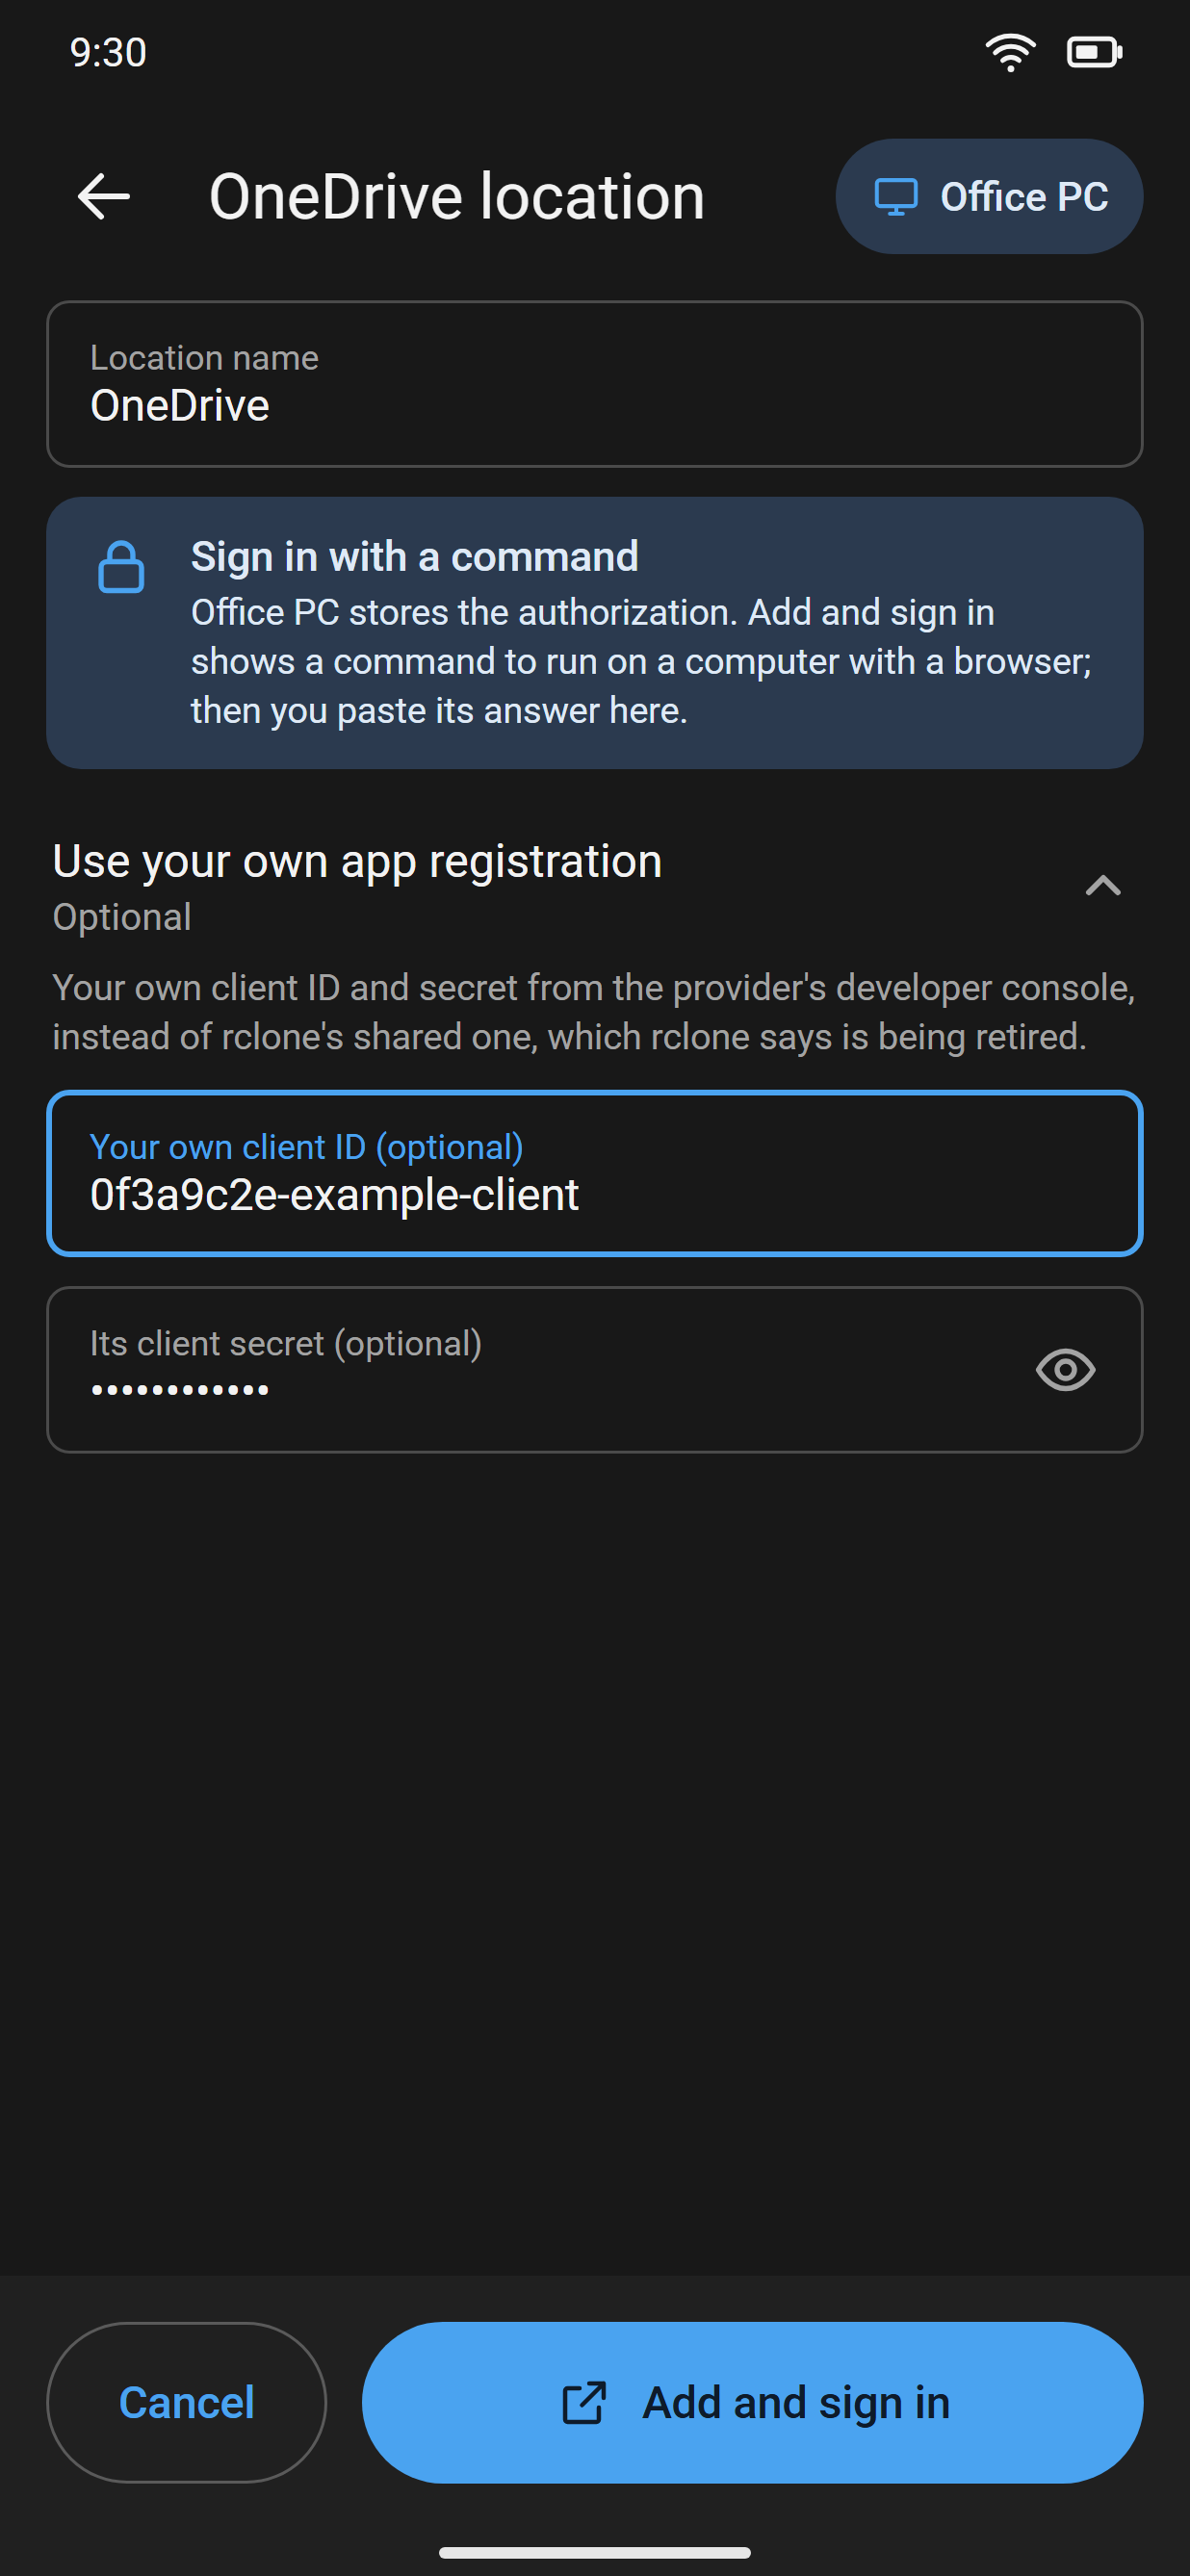 9:30
OneDrive location
Office PC
Location name
OneDrive
Sign in with a command
Office PC stores the authorization. Add and sign in
shows a command to run on a computer with a browser;
then you paste its answer here.
Use your own app registration
Optional
Your own client ID and secret from the provider's developer console,
instead of rclone's shared one, which rclone says is being retired.
Your own client ID (optional)
0f3a9c2e-example-client
Its client secret (optional)
••••••••••••
Cancel
Add and sign in